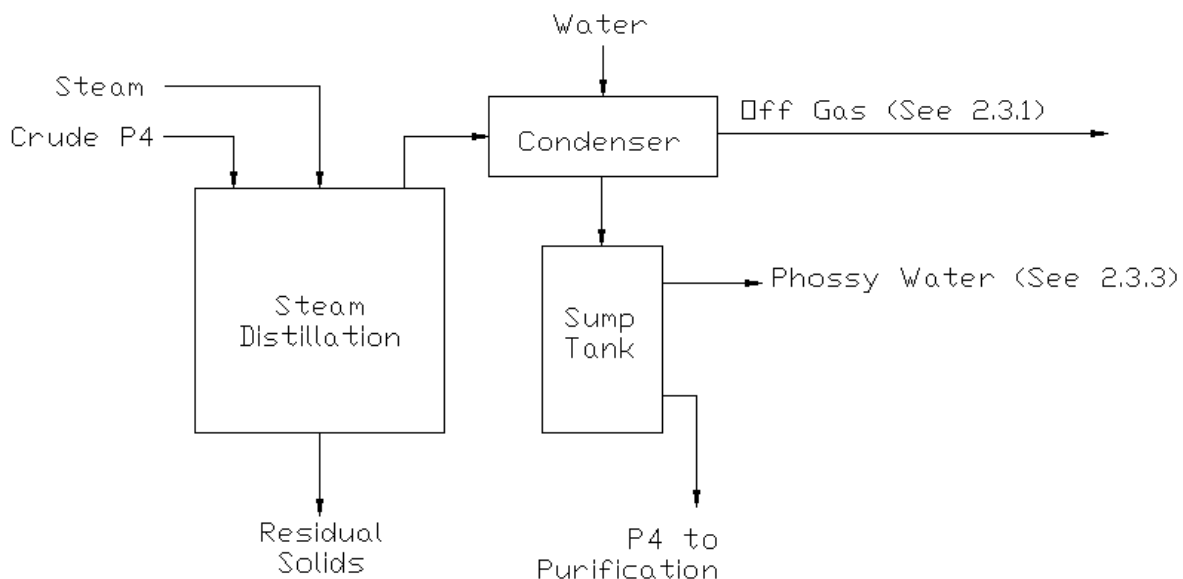 Water
Steam
Off Gas (See 2.3.1)
Crude P4
Condenser
Phossy Water (See 2.3.3)
Steam
Distillation
Sump
Tank
Residual
Solids
P4 to
Purification